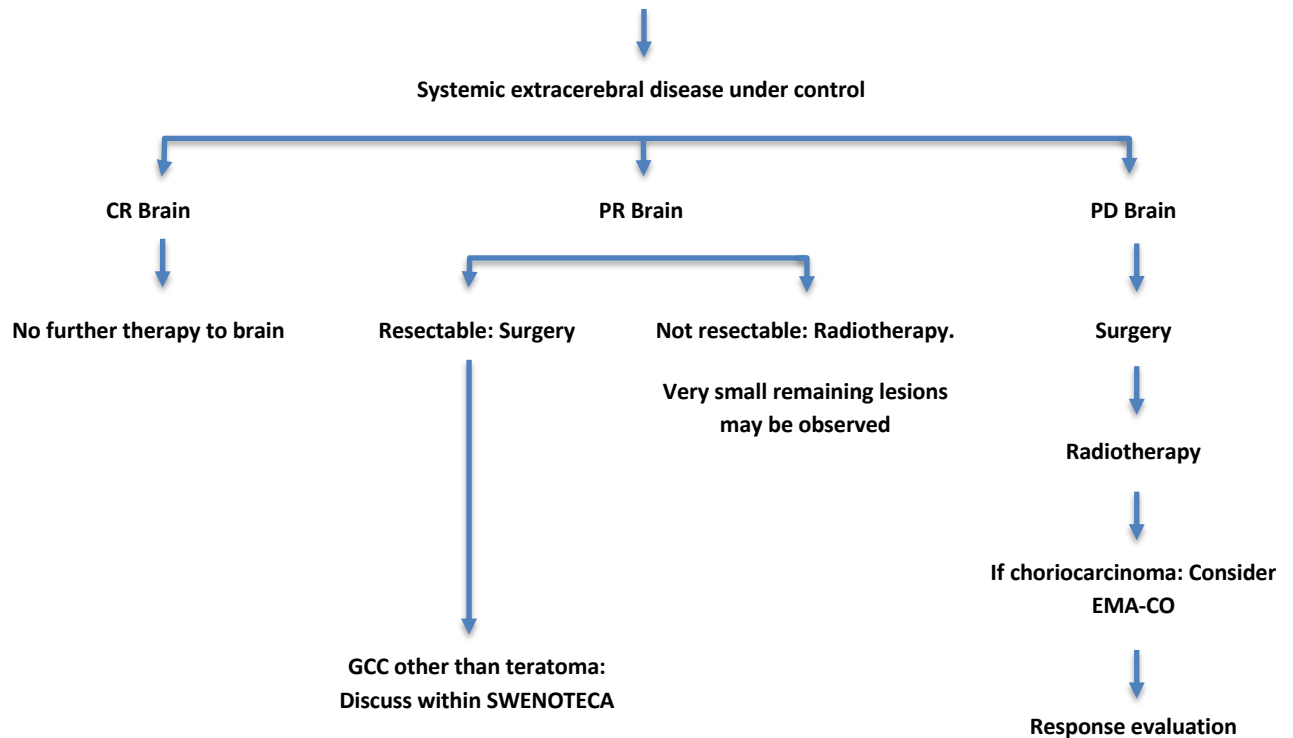 Systemic extracerebral disease under control
CR Brain
PR Brain
PD Brain
No further therapy to brain
Resectable: Surgery
Not resectable: Radiotherapy.
Very small remaining lesions
may be observed
Surgery
Radiotherapy
If choriocarcinoma: Consider
EMA-CO
GCC other than teratoma:
Discuss within SWENOTECA
Response evaluation